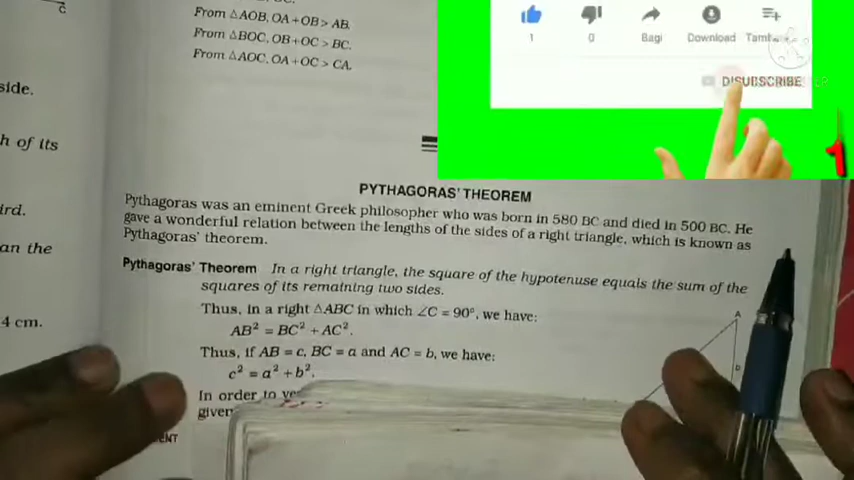 C
From △AOB, OA + OB > AB.
From △BOC, OB + OC > BC.
From △AOC, OA + OC > CA.
side.
h of its
ird.
an the
4 cm.
1
0
Bagi
Download
DISUBSCRIBE
PYTHAGORAS' THEOREM
Pythagoras was an eminent Greek philosopher who was born in 580 BC and died in 500 BC. He
gave a wonderful relation between the lengths of the sides of a right triangle, which is known as
Pythagoras' theorem.
Pythagoras' Theorem In a right triangle, the square of the hypotenuse equals the sum of the
squares of its remaining two sides.
Thus, in a right △ABC in which ∠C = 90°, we have:
AB² = BC² + AC².
Thus, if AB = c, BC = a and AC = b, we have:
c² = a² + b².
In order to
given
A
b